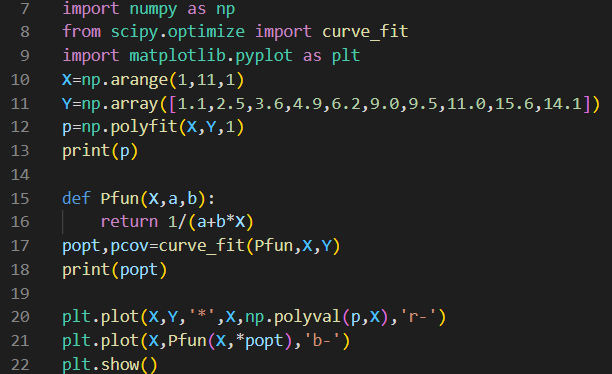 7 import numpy as np
8 from scipy.optimize import curve_fit
9 import matplotlib.pyplot as plt
10 X=np.arange(1,11,1)
11 Y=np.array([1.1,2.5,3.6,4.9,6.2,9.0,9.5,11.0,15.6,14.1])
12 p=np.polyfit(X,Y,1)
13 print(p)
14
15 def Pfun(X,a,b):
16     return 1/(a+b*X)
17 popt,pcov=curve_fit(Pfun,X,Y)
18 print(popt)
19
20 plt.plot(X,Y,'*',X,np.polyval(p,X),'r-')
21 plt.plot(X,Pfun(X,*popt),'b-')
22 plt.show()